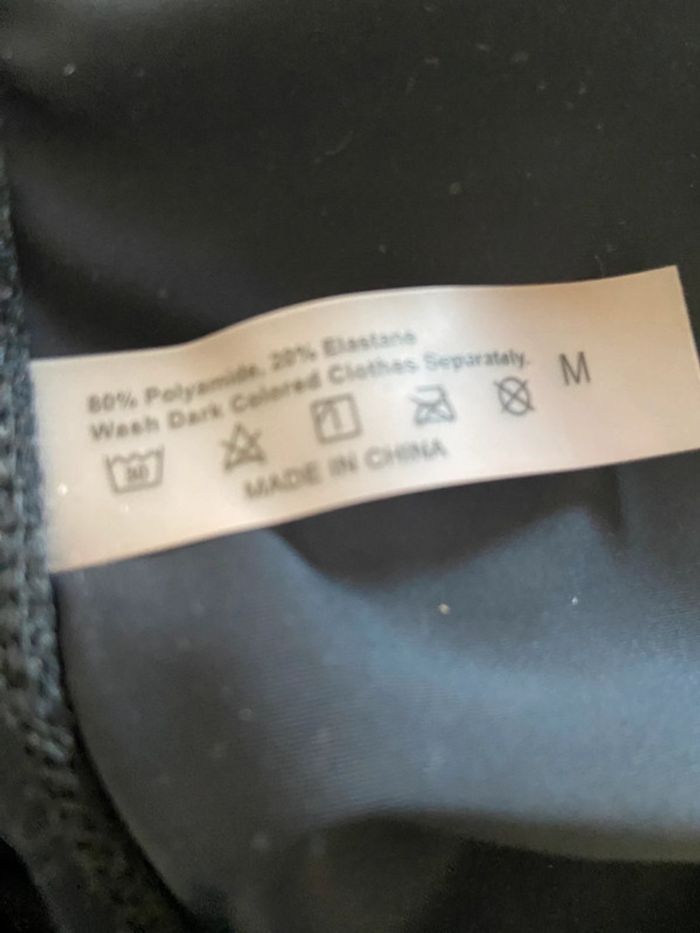 80% Polyamide, 20% Elastane
Wash Dark Colored Clothes Separately.
30
M
MADE IN CHINA